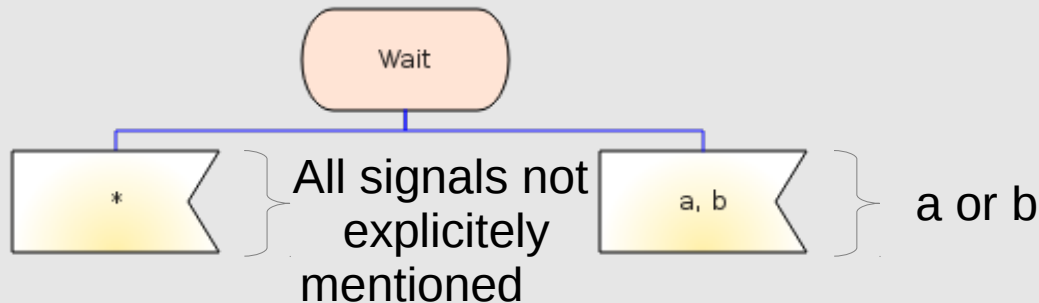 Wait
*
All signals not
explicitely
mentioned
a, b
a or b